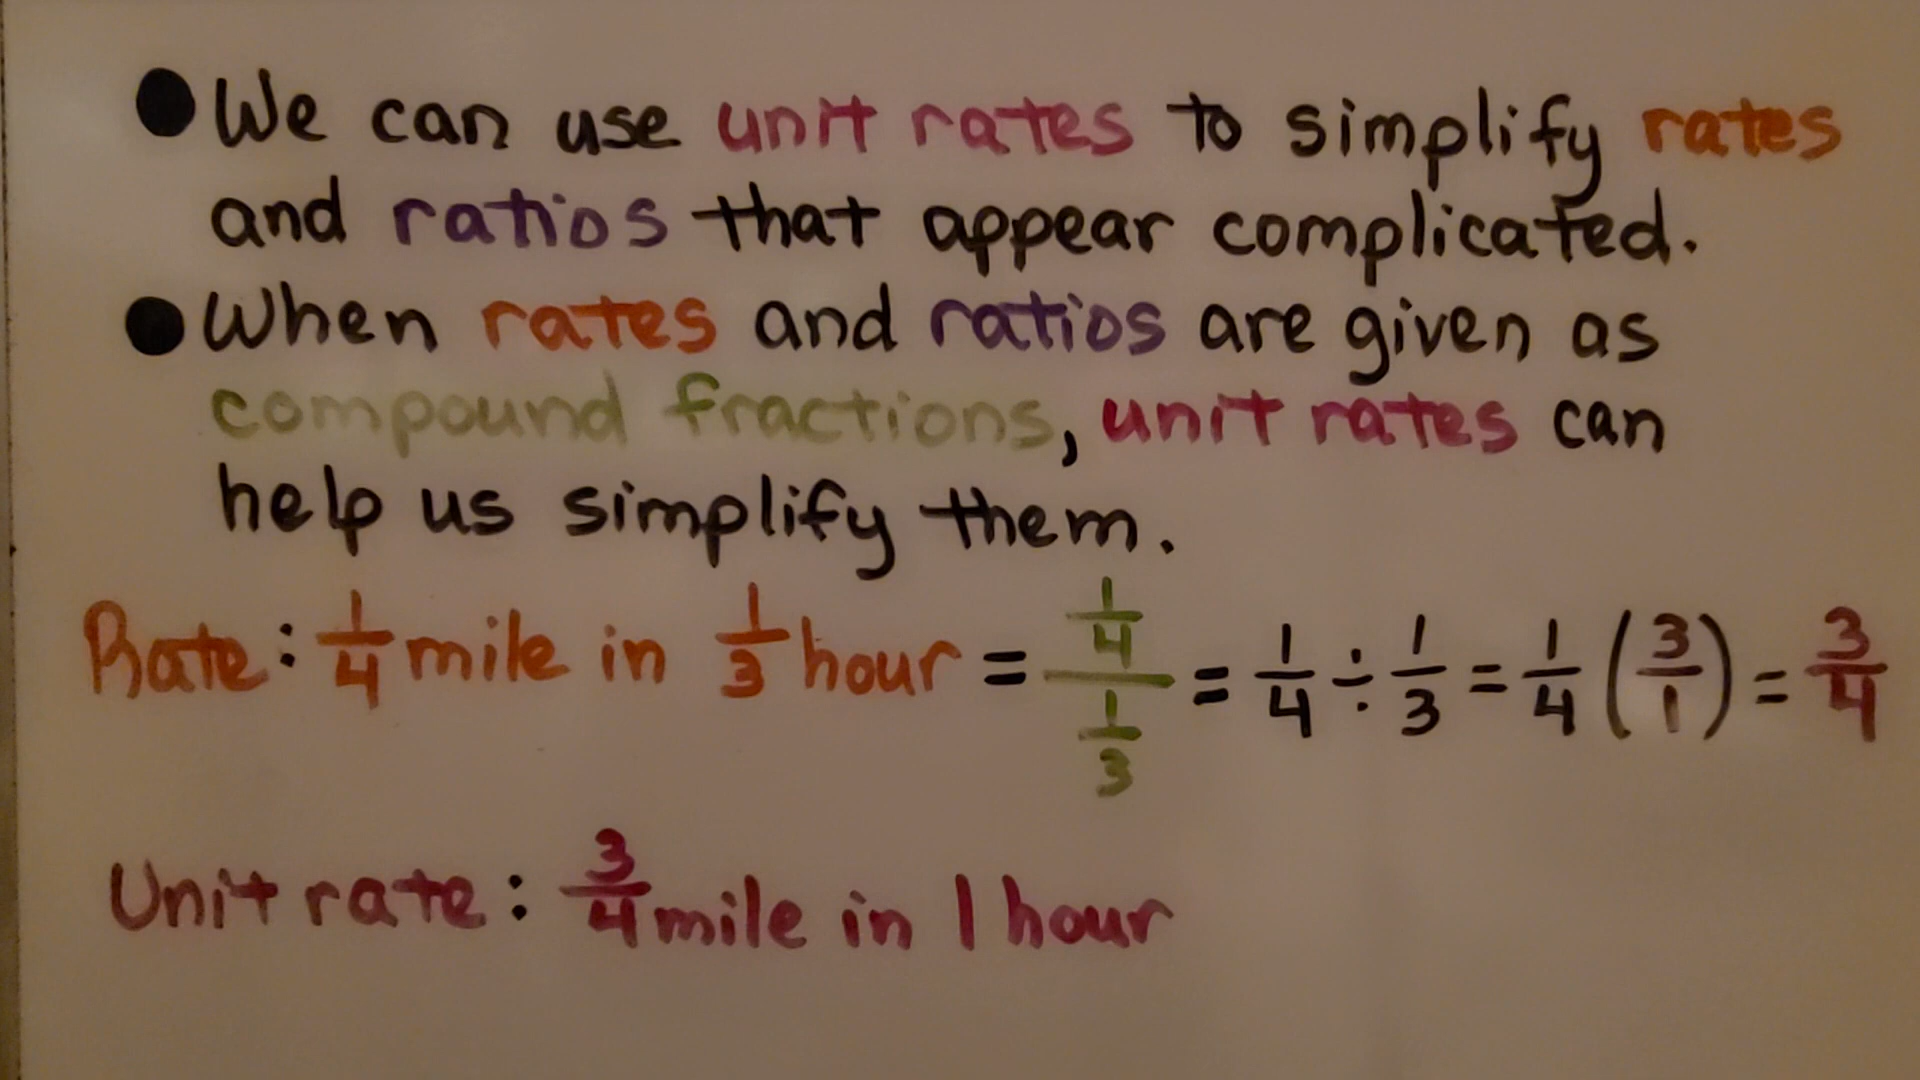 ● We can use unit rates to simplify rates
and ratios that appear complicated.
● When rates and ratios are given as
compound fractions, unit rates can
help us simplify them.
Rate: 1/4 mile in 1/3 hour = (1/4)/(1/3) = 1/4 ÷ 1/3 = 1/4 (3/1) = 3/4
Unit rate: 3/4 mile in 1 hour